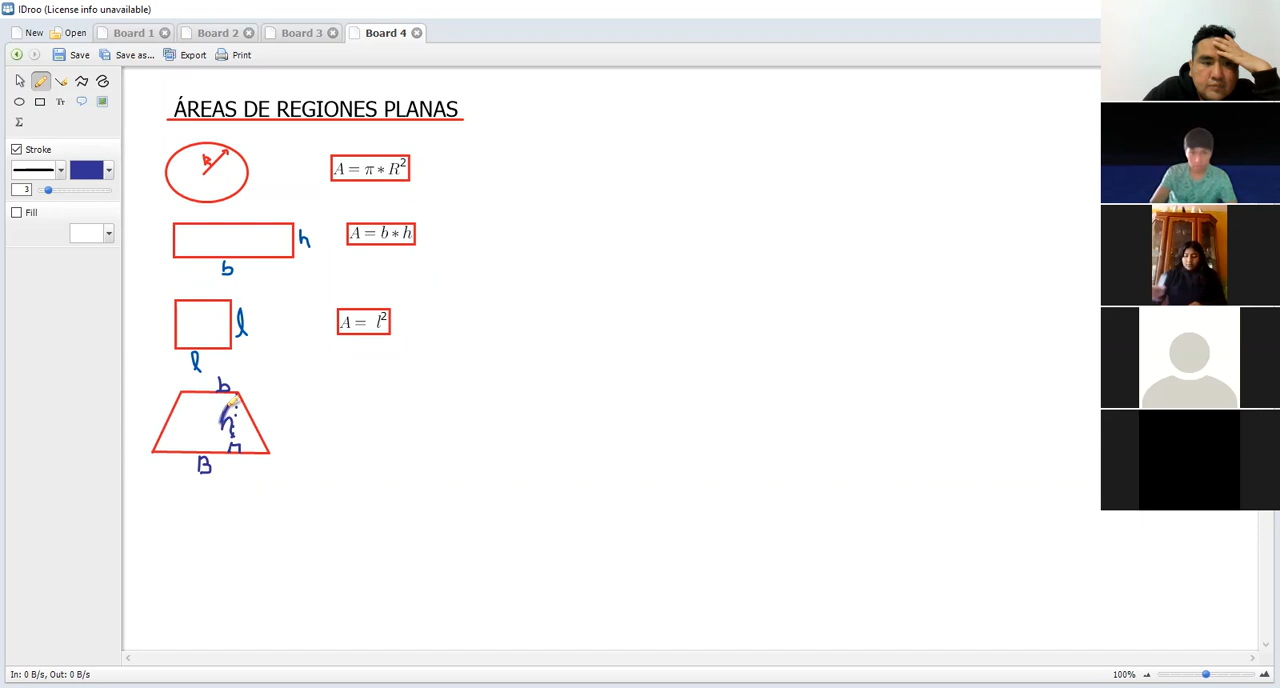 IDroo (License info unavailable)
New Open Board 1 Board 2 Board 3 Board 4
Save Save as... Export Print
Tr
Σ
Stroke
3
Fill
ÁREAS DE REGIONES PLANAS
R
A = π * R²
h
A = b * h
b
l
A = l²
l
b
h
B
In: 0 B/s, Out: 0 B/s
100%